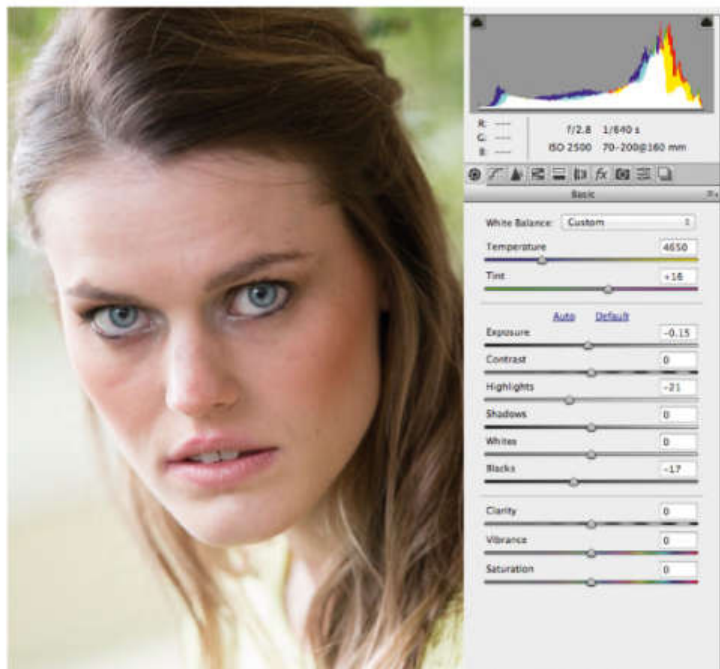 R: ----
G: ----
B: ----
f/2.8 1/640 s
ISO 2500 70-200@160 mm
fx
Basic
White Balance: Custom
Temperature 4650
Tint +16
Auto Default
Exposure -0.15
Contrast 0
Highlights -21
Shadows 0
Whites 0
Blacks -17
Clarity 0
Vibrance 0
Saturation 0